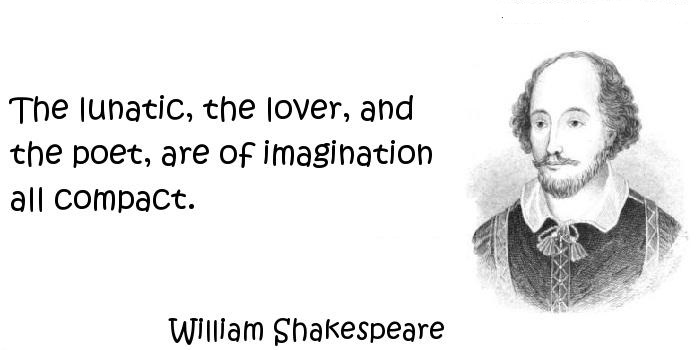 The lunatic, the lover, and
the poet, are of imagination
all compact.
William Shakespeare